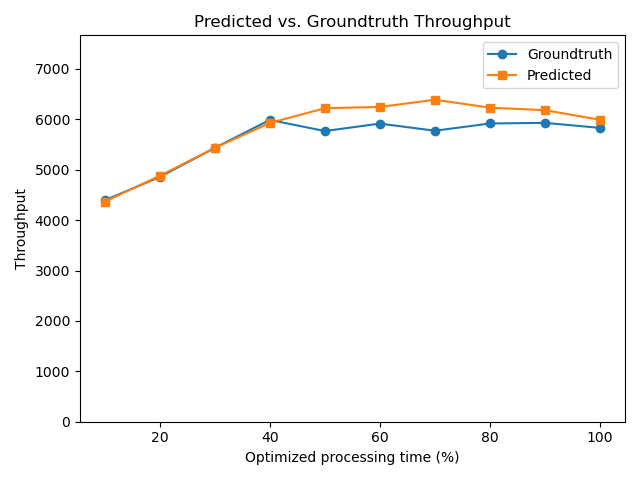 Predicted vs. Groundtruth Throughput
Groundtruth
Predicted
7000
6000
5000
4000
3000
2000
1000
0
Throughput
20 40 60 80 100
Optimized processing time (%)